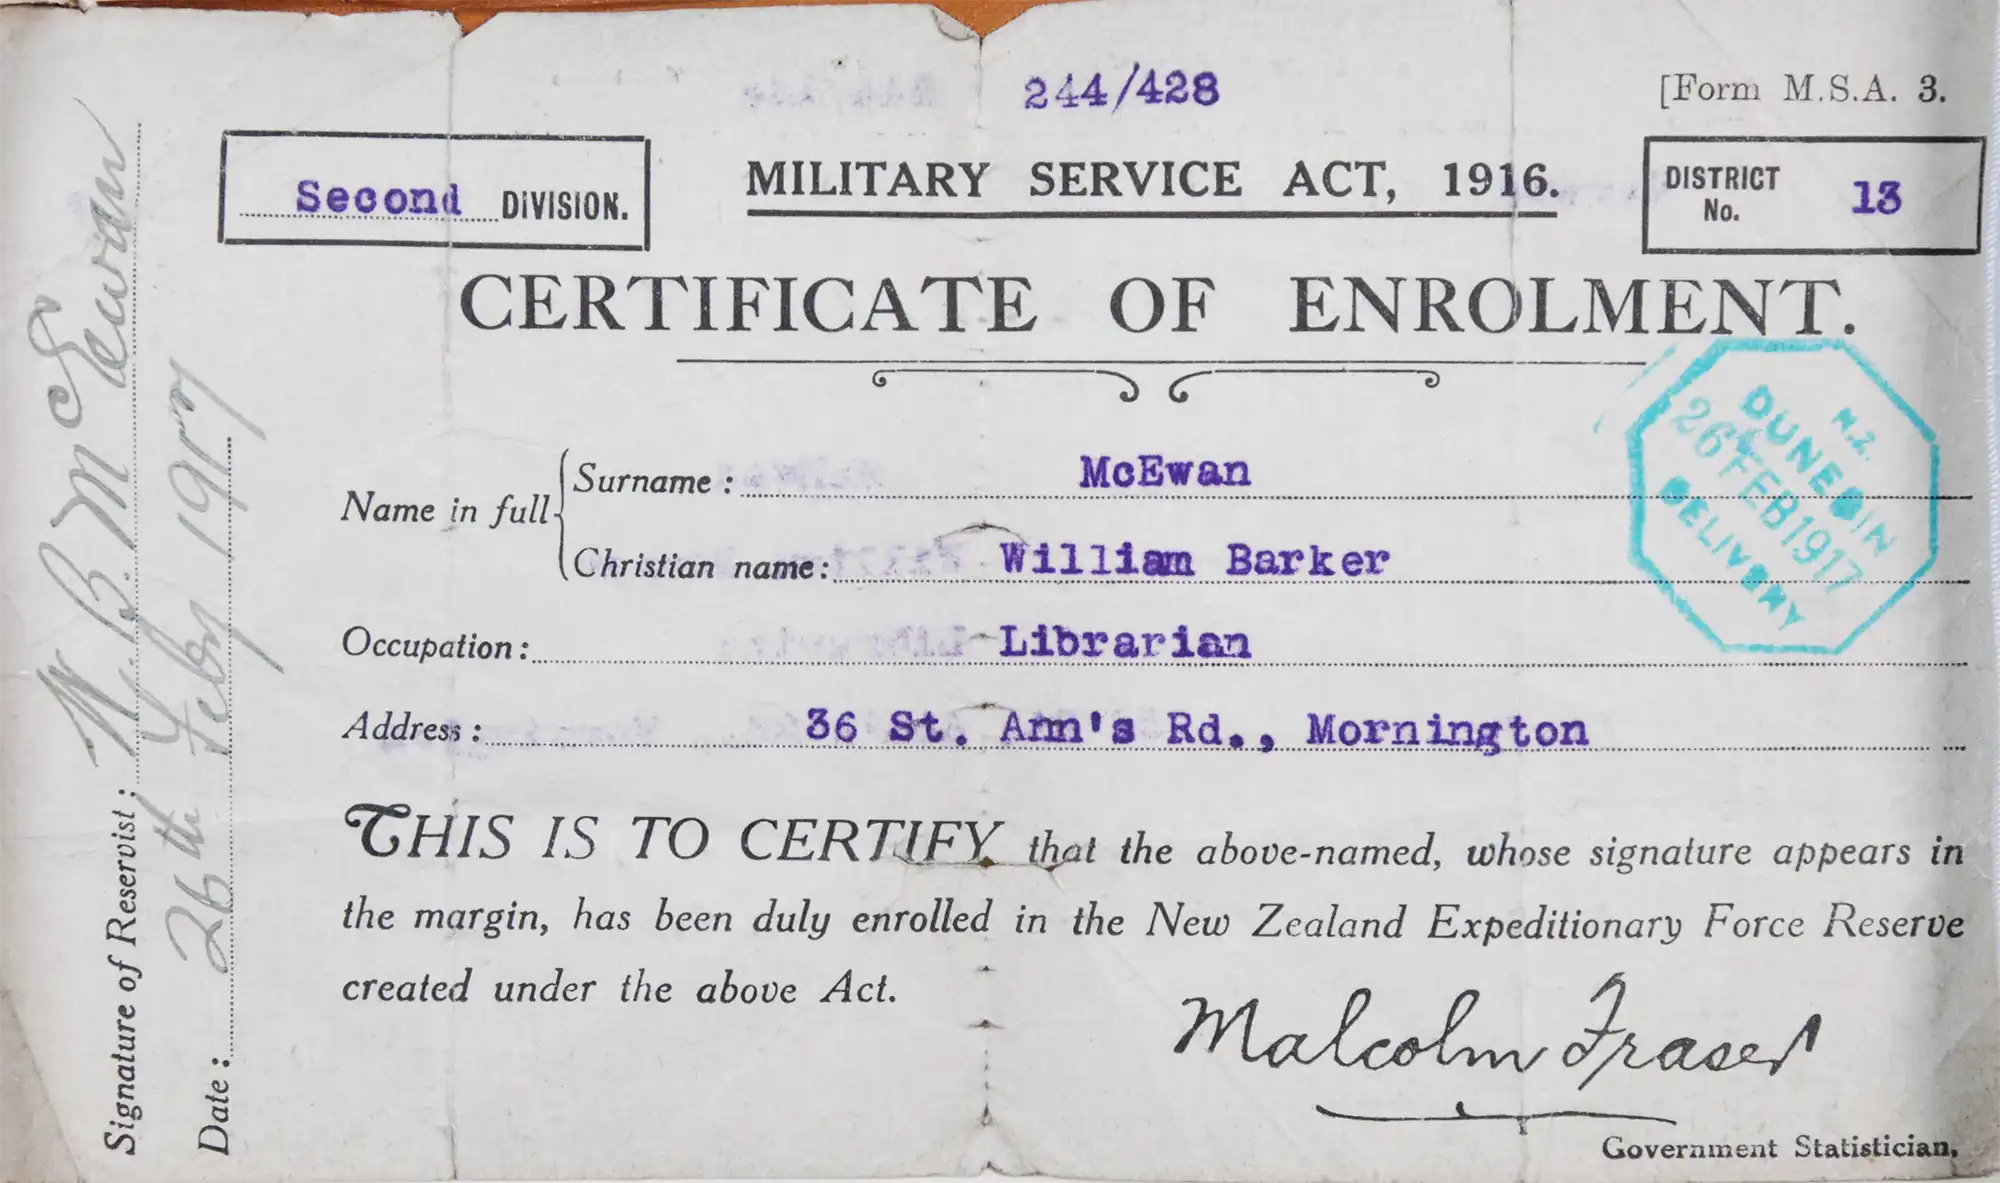 244/428
[Form M.S.A. 3.
Second DIVISION.
MILITARY SERVICE ACT, 1916.
DISTRICT No. 13
CERTIFICATE OF ENROLMENT.
Name in full
Surname: McEwan
Christian name: William Barker
Occupation: Librarian
Address: 36 St. Ann's Rd., Mornington
THIS IS TO CERTIFY that the above-named, whose signature appears in
the margin, has been duly enrolled in the New Zealand Expeditionary Force Reserve
created under the above Act.
Malcolm Fraser
Government Statistician.
Signature of Reservist: W. B. McEwan
Date: 26th Feby 1917
N.Z.
DUNEDIN
26 FEB 1917
DELIVERY